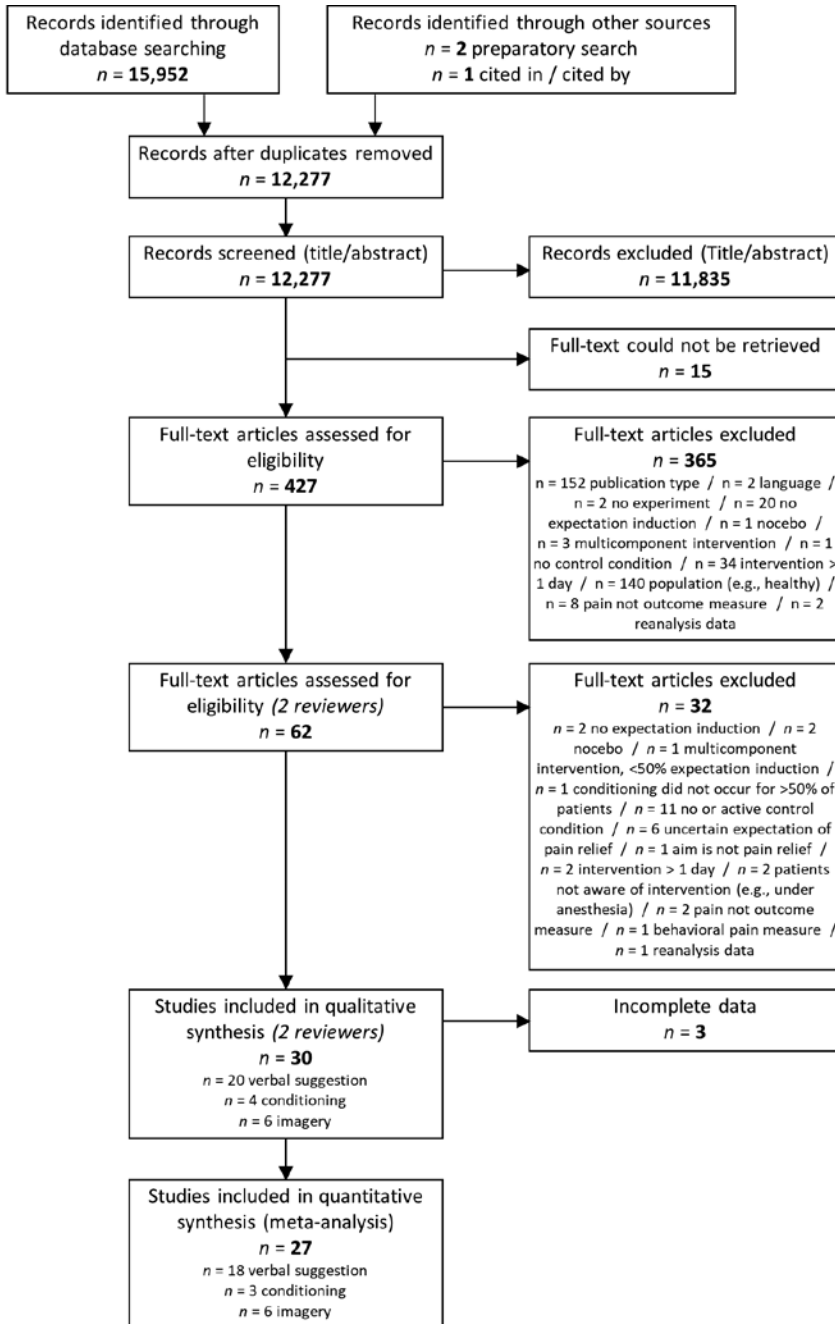 Records identified through
database searching
n = 15,952
Records identified through other sources
n = 2 preparatory search
n = 1 cited in / cited by
Records after duplicates removed
n = 12,277
Records screened (title/abstract)
n = 12,277
Records excluded (Title/abstract)
n = 11,835
Full-text could not be retrieved
n = 15
Full-text articles assessed for
eligibility
n = 427
Full-text articles excluded
n = 365
n = 152 publication type / n = 2 language /
n = 2 no experiment / n = 20 no
expectation induction / n = 1 nocebo /
n = 3 multicomponent intervention / n = 1
no control condition / n = 34 intervention >
1 day / n = 140 population (e.g., healthy) /
n = 8 pain not outcome measure / n = 2
reanalysis data
Full-text articles assessed for
eligibility (2 reviewers)
n = 62
Full-text articles excluded
n = 32
n = 2 no expectation induction / n = 2
nocebo / n = 1 multicomponent
intervention, <50% expectation induction /
n = 1 conditioning did not occur for >50% of
patients / n = 11 no or active control
condition / n = 6 uncertain expectation of
pain relief / n = 1 aim is not pain relief /
n = 2 intervention > 1 day / n = 2 patients
not aware of intervention (e.g., under
anesthesia) / n = 2 pain not outcome
measure / n = 1 behavioral pain measure /
n = 1 reanalysis data
Studies included in qualitative
synthesis (2 reviewers)
n = 30
n = 20 verbal suggestion
n = 4 conditioning
n = 6 imagery
Incomplete data
n = 3
Studies included in quantitative
synthesis (meta-analysis)
n = 27
n = 18 verbal suggestion
n = 3 conditioning
n = 6 imagery